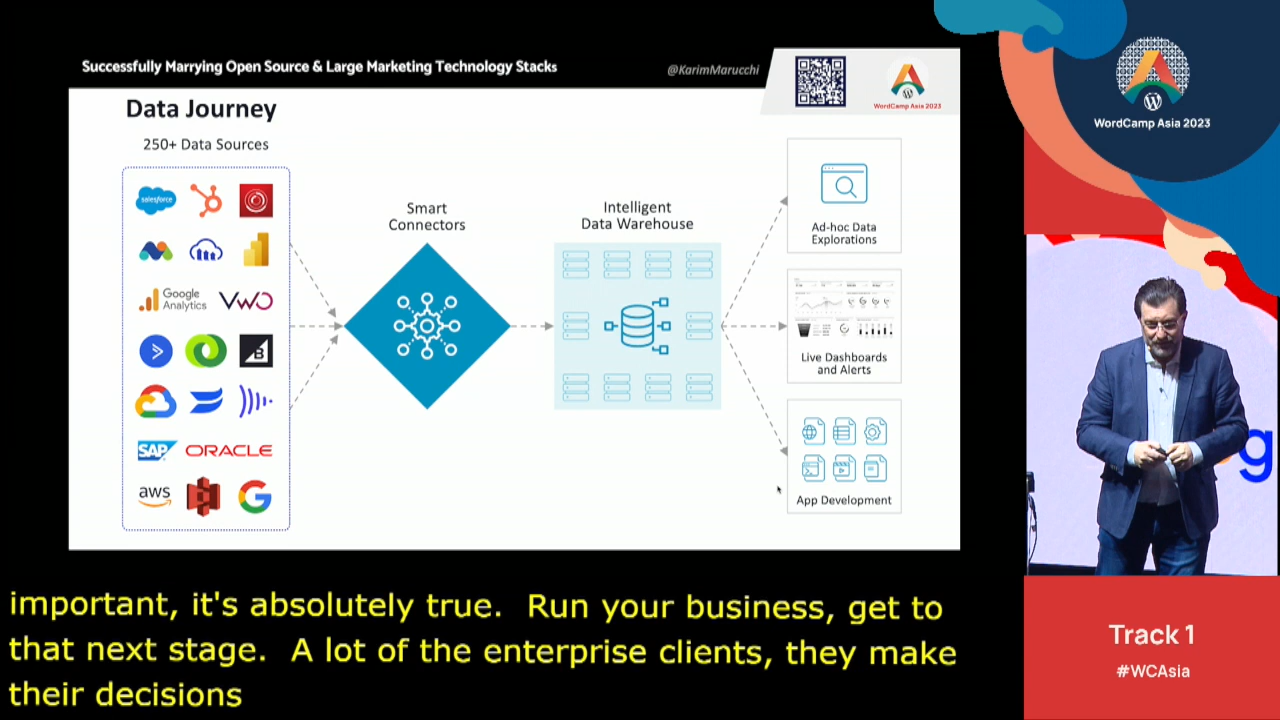 Successfully Marrying Open Source & Large Marketing Technology Stacks
@KarimMarucchi
WordCamp Asia 2023
WordCamp Asia 2023
Data Journey
250+ Data Sources
salesforce
Google
Analytics
VWO
SAP
ORACLE
aws
Smart
Connectors
Intelligent
Data Warehouse
Ad-hoc Data
Explorations
Live Dashboards
and Alerts
App Development
g
important, it's absolutely true. Run your business, get to
that next stage. A lot of the enterprise clients, they make
their decisions
Track 1
#WCAsia